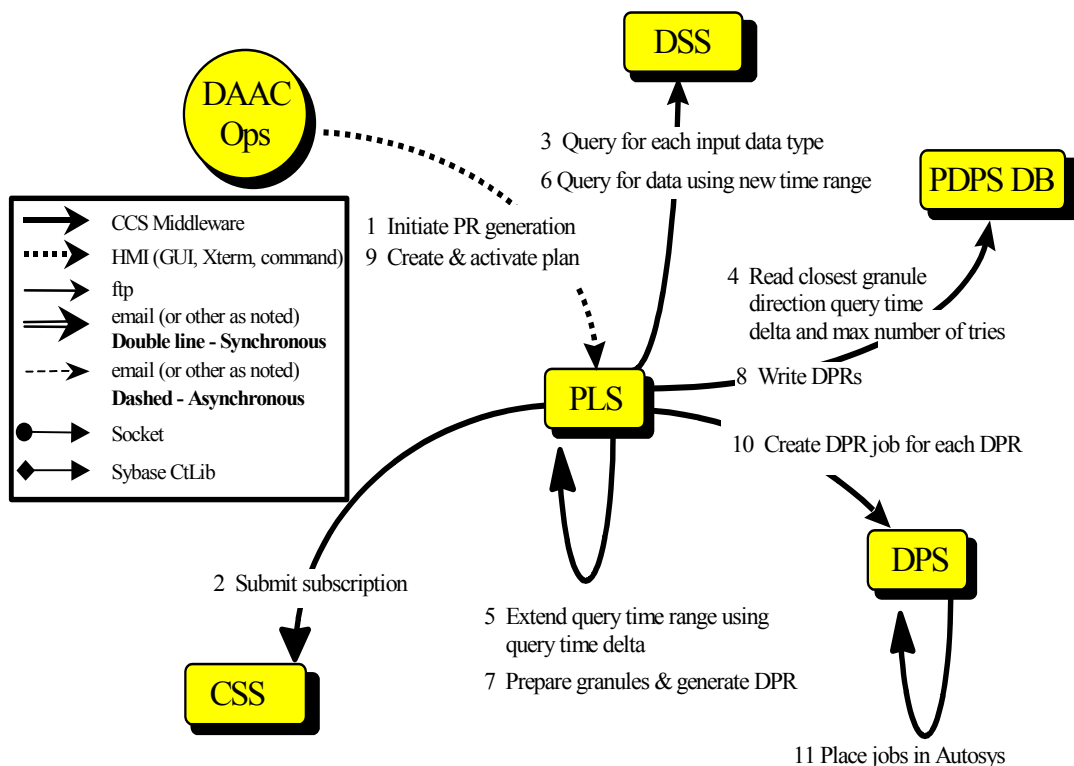 DSS
DAAC
Ops
3 Query for each input data type
6 Query for data using new time range
PDPS DB
CCS Middleware
HMI (GUI, Xterm, command)
ftp
email (or other as noted)
Double line - Synchronous
email (or other as noted)
Dashed - Asynchronous
Socket
Sybase CtLib
1 Initiate PR generation
9 Create & activate plan
4 Read closest granule
direction query time
delta and max number of tries
8 Write DPRs
PLS
10 Create DPR job for each DPR
DPS
2 Submit subscription
5 Extend query time range using
query time delta
7 Prepare granules & generate DPR
CSS
11 Place jobs in Autosys